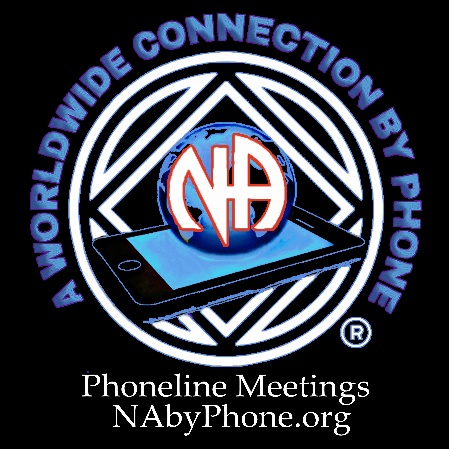 A WORLDWIDE CONNECTION BY PHONE
NA
®
Phoneline Meetings
NAbyPhone.org